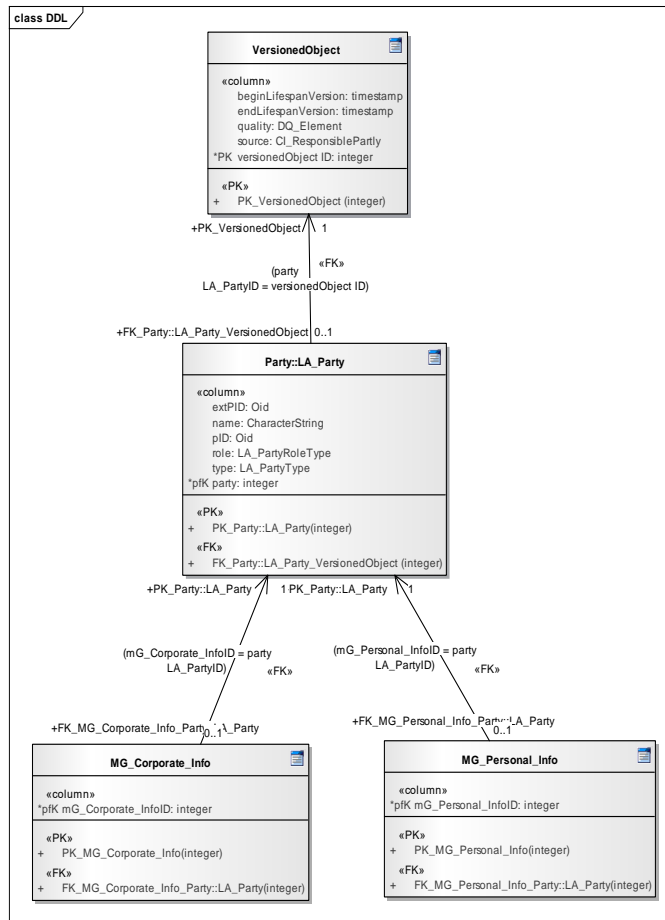 class DDL
VersionedObject
«column»
beginLifespanVersion: timestamp
endLifespanVersion: timestamp
quality: DQ_Element
source: CI_ResponsiblePartly
*PK versionedObject ID: integer
«PK»
+ PK_VersionedObject (integer)
+PK_VersionedObject 1
«FK»
(party
LA_PartyID = versionedObject ID)
+FK_Party::LA_Party_VersionedObject 0..1
Party::LA_Party
«column»
extPID: Oid
name: CharacterString
pID: Oid
role: LA_PartyRoleType
type: LA_PartyType
*pfK party: integer
«PK»
+ PK_Party::LA_Party(integer)
«FK»
+ FK_Party::LA_Party_VersionedObject (integer)
+PK_Party::LA_Party 1 PK_Party::LA_Party 1
(mG_Corporate_InfoID = party
LA_PartyID)
«FK»
(mG_Personal_InfoID = party
LA_PartyID)
«FK»
+FK_MG_Corporate_Info_Party::LA_Party
0..1
+FK_MG_Personal_Info_Party::LA_Party
0..1
MG_Corporate_Info
«column»
*pfK mG_Corporate_InfoID: integer
«PK»
+ PK_MG_Corporate_Info(integer)
«FK»
+ FK_MG_Corporate_Info_Party::LA_Party(integer)
MG_Personal_Info
«column»
*pfK mG_Personal_InfoID: integer
«PK»
+ PK_MG_Personal_Info(integer)
«FK»
+ FK_MG_Personal_Info_Party::LA_Party(integer)